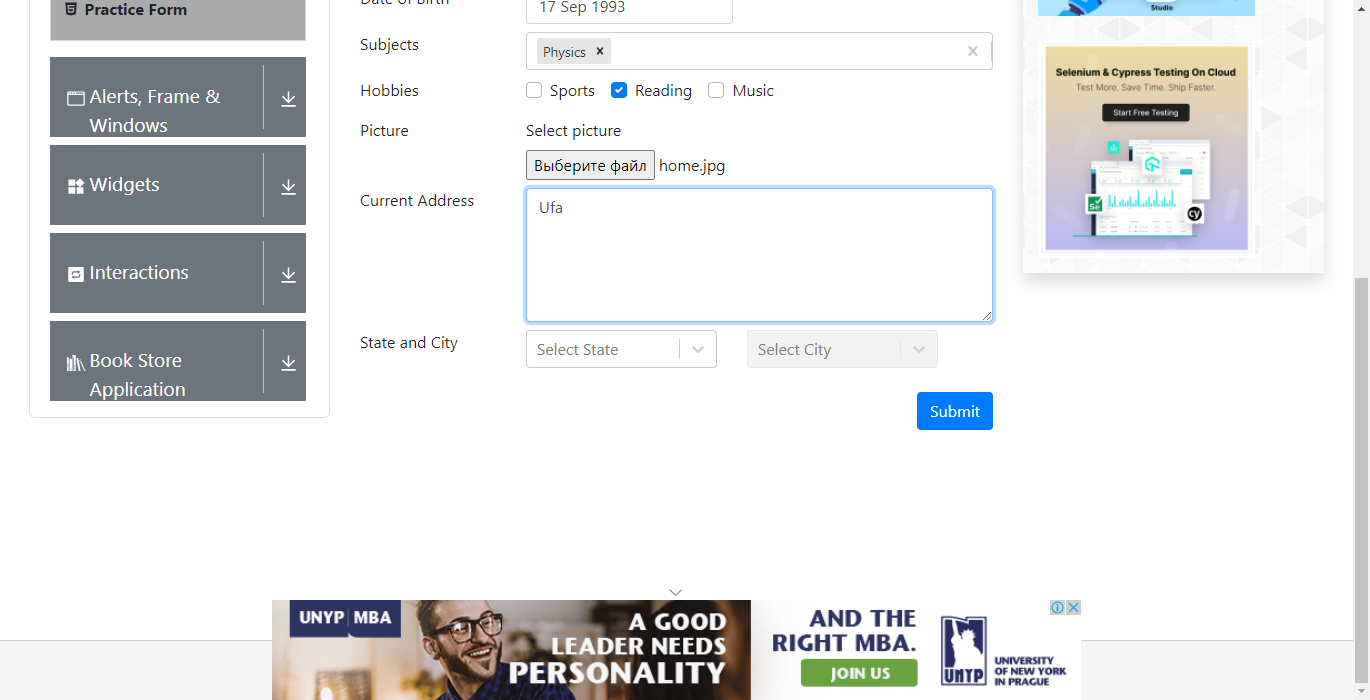 Practice Form
Alerts, Frame &
Windows
Widgets
Interactions
Book Store
Application
17 Sep 1993
Subjects
Physics ×
Hobbies
Sports
Reading
Music
Picture
Select picture
Выберите файл home.jpg
Current Address
Ufa
State and City
Select State
Select City
Submit
Studio
Selenium & Cypress Testing On Cloud
Test More. Save Time. Ship Faster.
Start Free Testing
Se
cy
UNYP MBA
A GOOD
LEADER NEEDS
PERSONALITY
AND THE
RIGHT MBA.
JOIN US
UNYP
UNIVERSITY
OF NEW YORK
IN PRAGUE